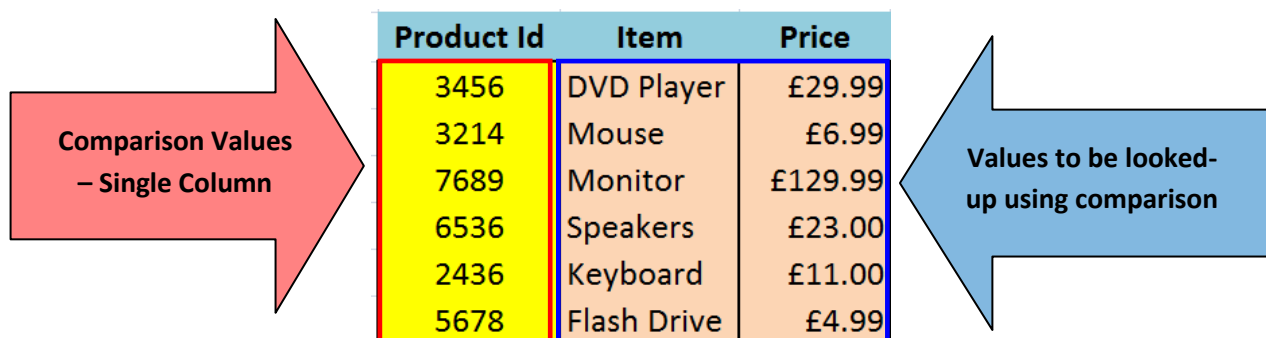 Comparison Values
– Single Column
Product Id Item Price
3456 DVD Player £29.99
3214 Mouse £6.99
7689 Monitor £129.99
6536 Speakers £23.00
2436 Keyboard £11.00
5678 Flash Drive £4.99
Values to be looked-
up using comparison